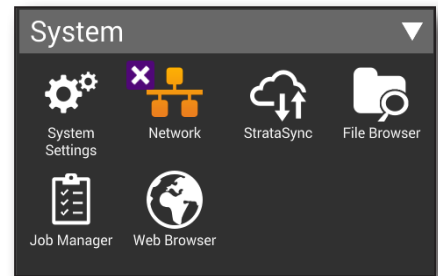 System
System
Settings
Network
StrataSync
File Browser
Job Manager
Web Browser